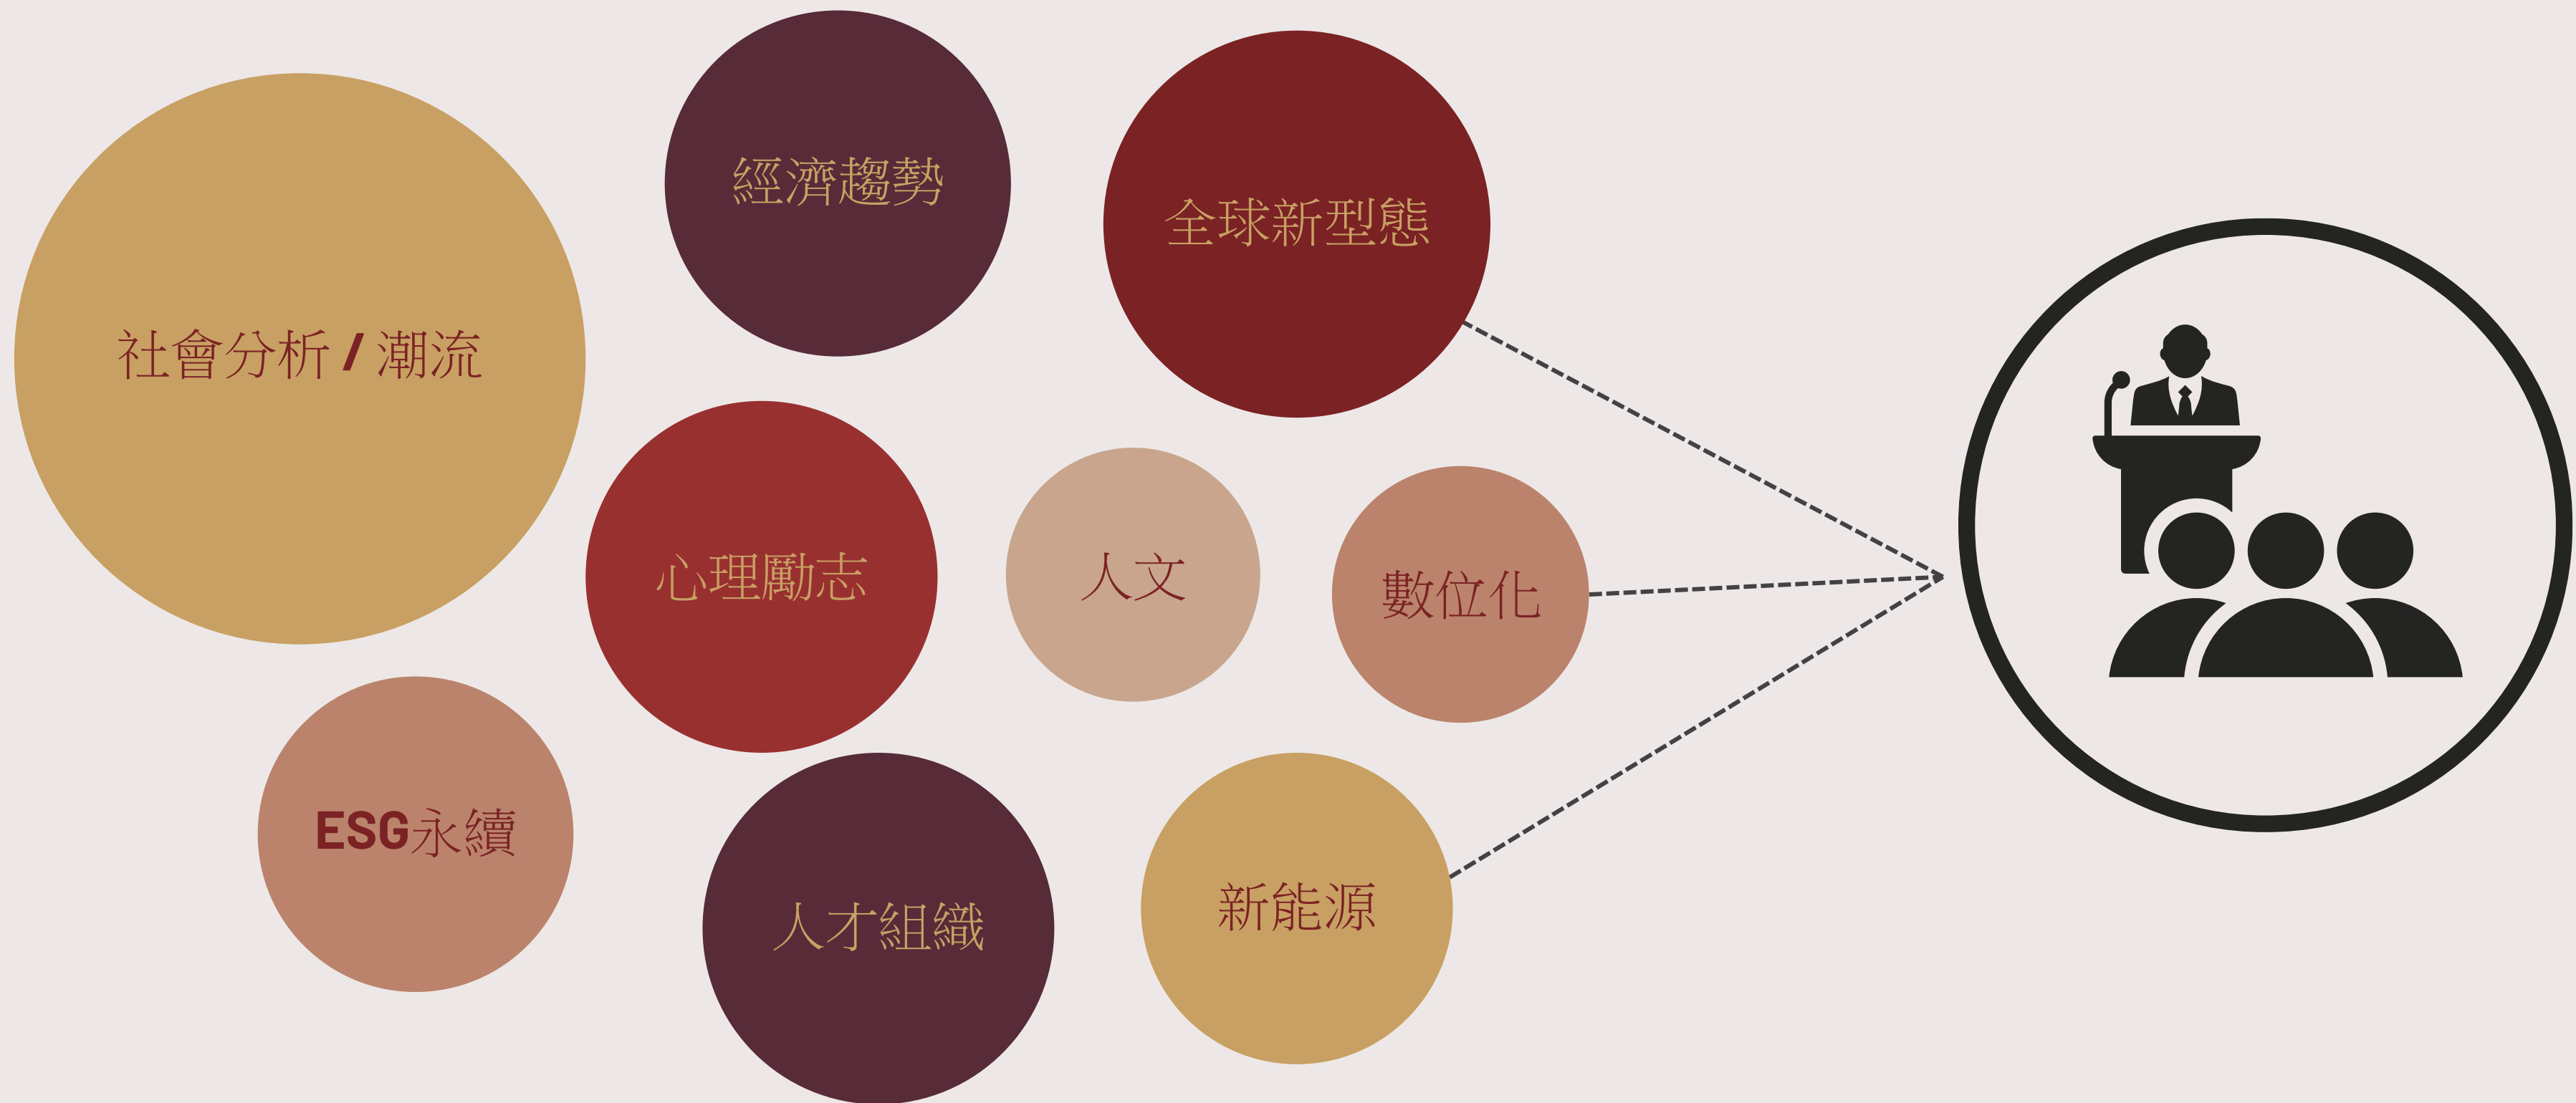 經濟趨勢
全球新型態
社會分析 / 潮流
心理勵志
人文
數位化
ESG永續
人才組織
新能源